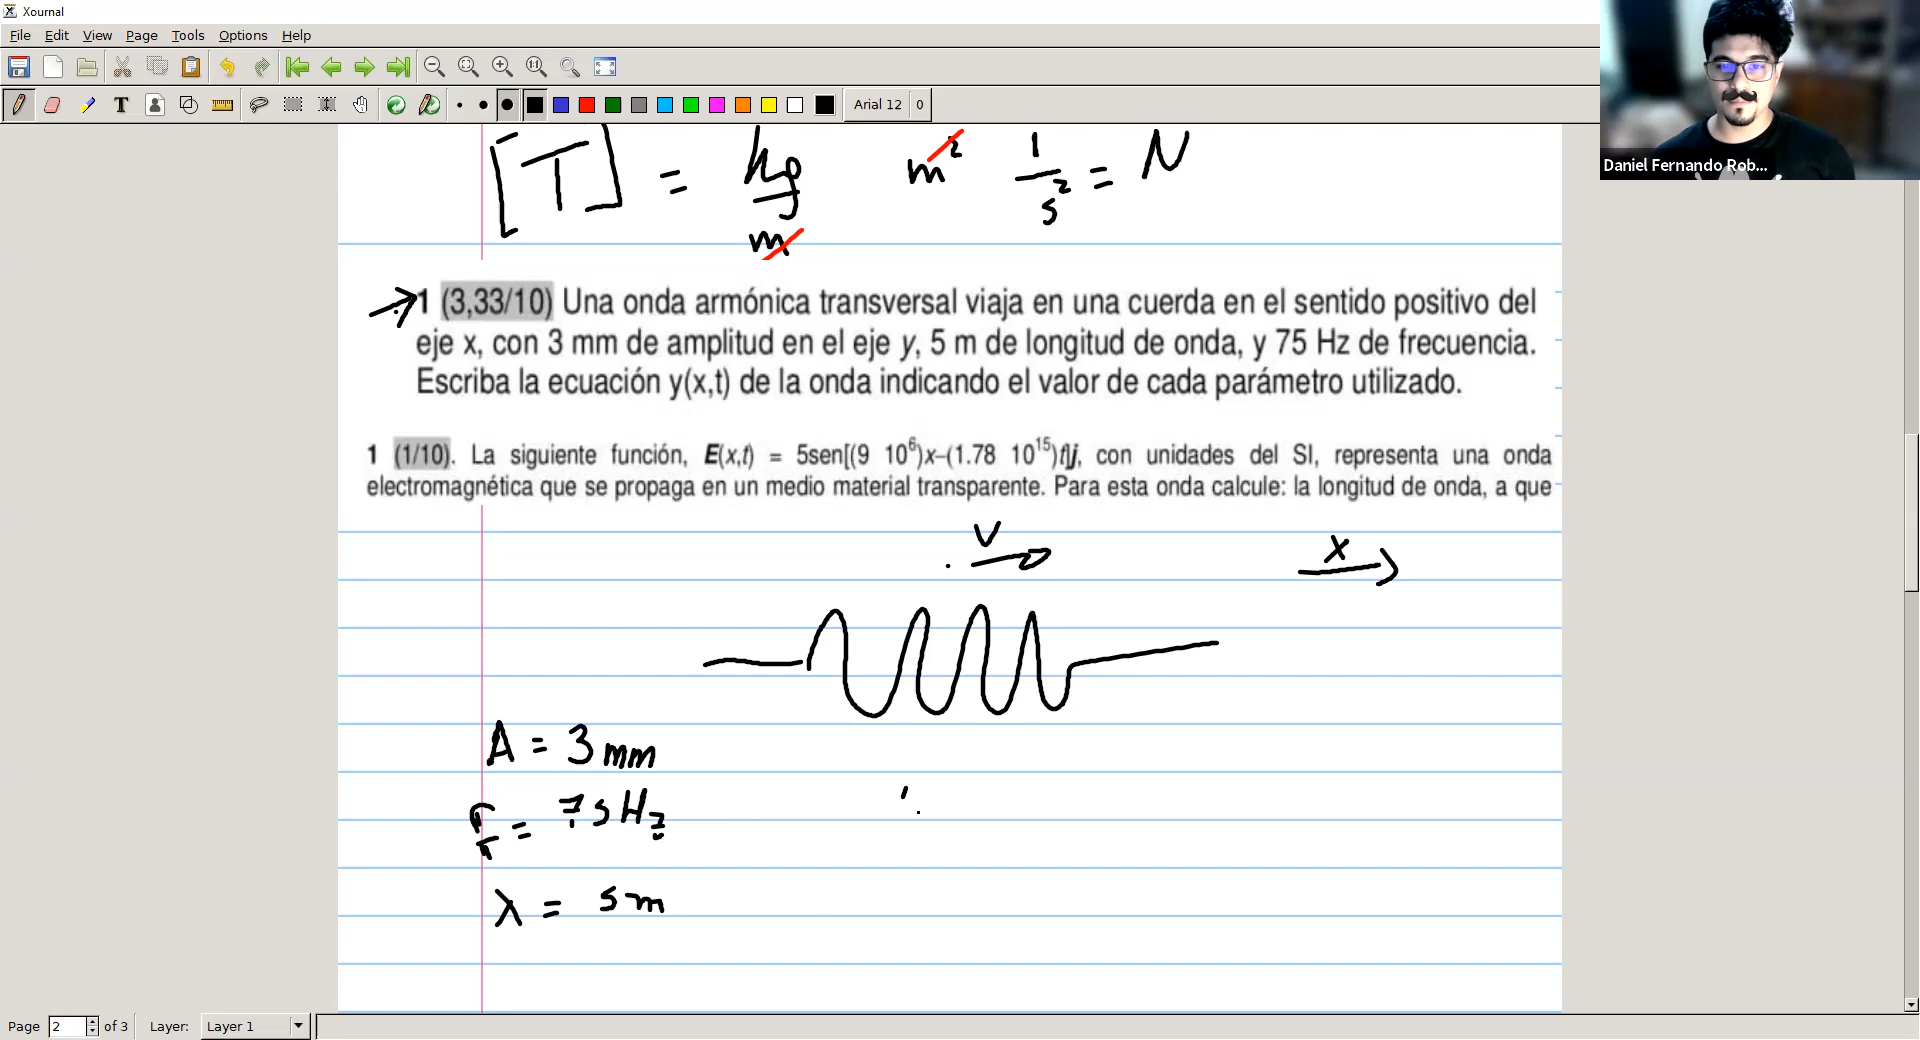 Xournal
File Edit View Page Tools Options Help
Arial 12 0
Daniel Fernando Rob...
[T] = kg/m m² 1/s² = N
1 (3,33/10) Una onda armónica transversal viaja en una cuerda en el sentido positivo del
eje x, con 3 mm de amplitud en el eje y, 5 m de longitud de onda, y 75 Hz de frecuencia.
Escriba la ecuación y(x,t) de la onda indicando el valor de cada parámetro utilizado.
1 (1/10). La siguiente función, E(x,t) = 5sen[(9 10⁶)x–(1.78 10¹⁵)t]j, con unidades del SI, representa una onda
electromagnética que se propaga en un medio material transparente. Para esta onda calcule: la longitud de onda, a que
V
X
A = 3 mm
f = 75 Hz
λ = 5 m
Page 2 of 3 Layer: Layer 1